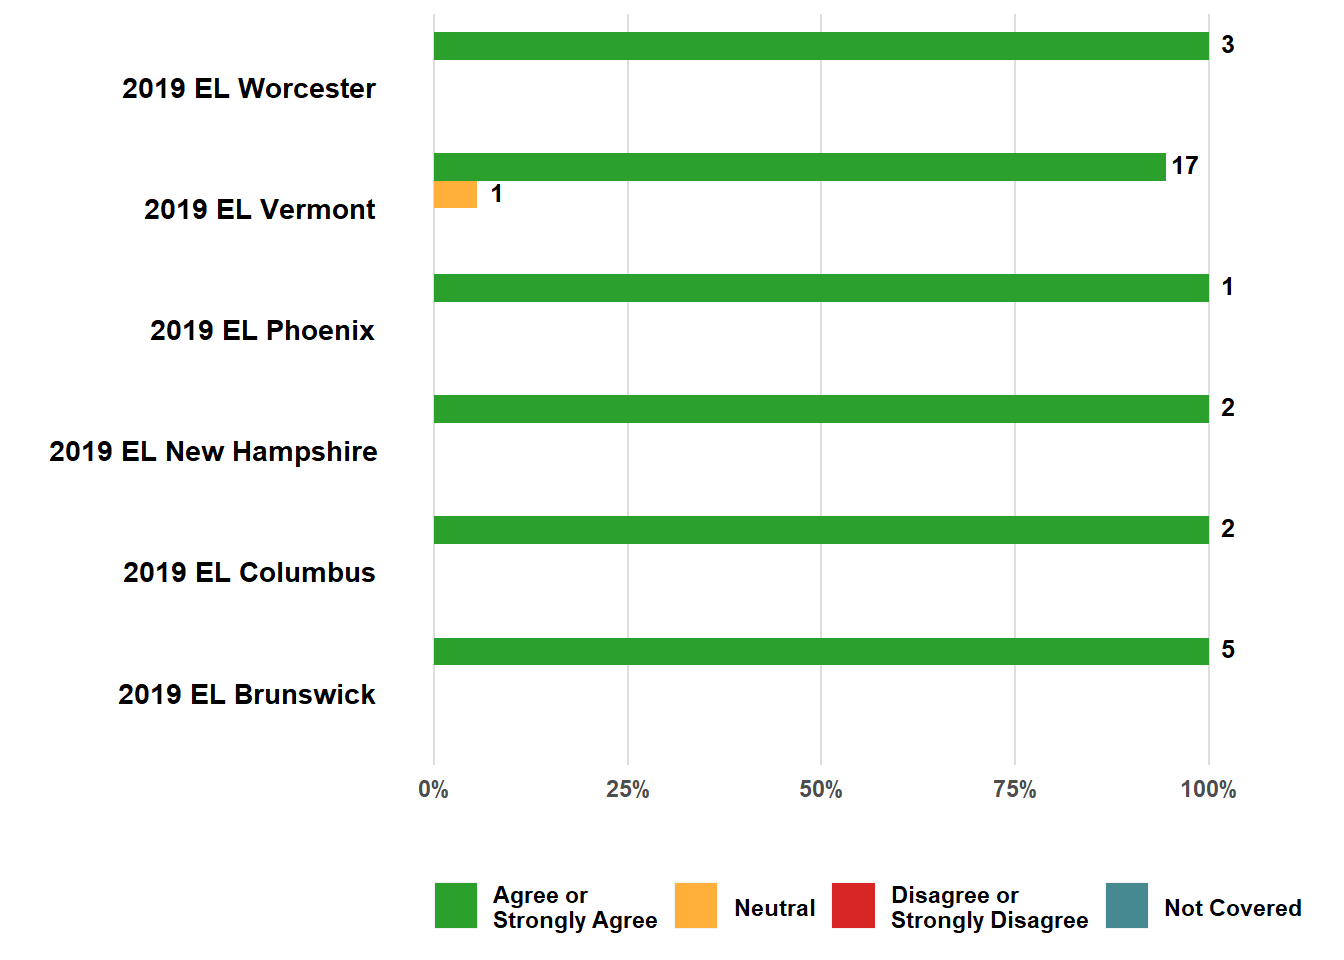 3
2019 EL Worcester
17
1
2019 EL Vermont
1
2019 EL Phoenix
2
2019 EL New Hampshire
2
2019 EL Columbus
5
2019 EL Brunswick
0% 25% 50% 75% 100%
Agree or
Strongly Agree
Neutral
Disagree or
Strongly Disagree
Not Covered